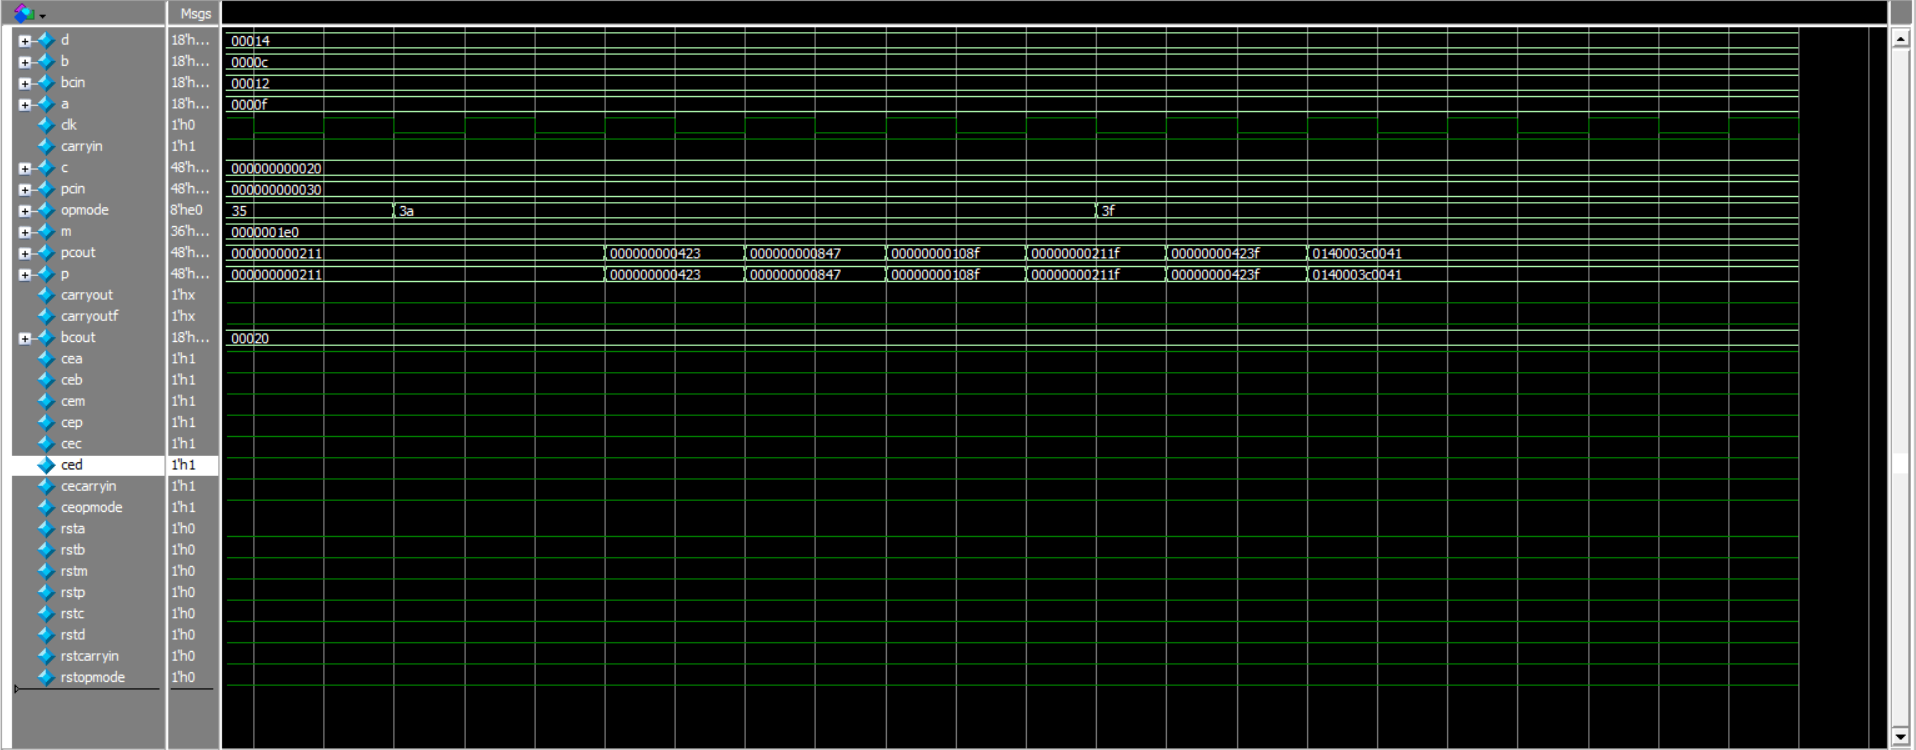 Msgs
d 18'h... 00014
b 18'h... 0000c
bcin 18'h... 00012
a 18'h... 0000f
clk 1'h0
carryin 1'h1
c 48'h... 000000000020
pcin 48'h... 000000000030
opmode 8'he0 35 3a 3f
m 36'h... 0000001e0
pcout 48'h... 000000000211 000000000423 000000000847 00000000108f 00000000211f 00000000423f 0140003c0041
p 48'h... 000000000211 000000000423 000000000847 00000000108f 00000000211f 00000000423f 0140003c0041
carryout 1'hx
carryoutf 1'hx
bcout 18'h... 00020
cea 1'h1
ceb 1'h1
cem 1'h1
cep 1'h1
cec 1'h1
ced 1'h1
cecarryin 1'h1
ceopmode 1'h1
rsta 1'h0
rstb 1'h0
rstm 1'h0
rstp 1'h0
rstc 1'h0
rstd 1'h0
rstcarryin 1'h0
rstopmode 1'h0